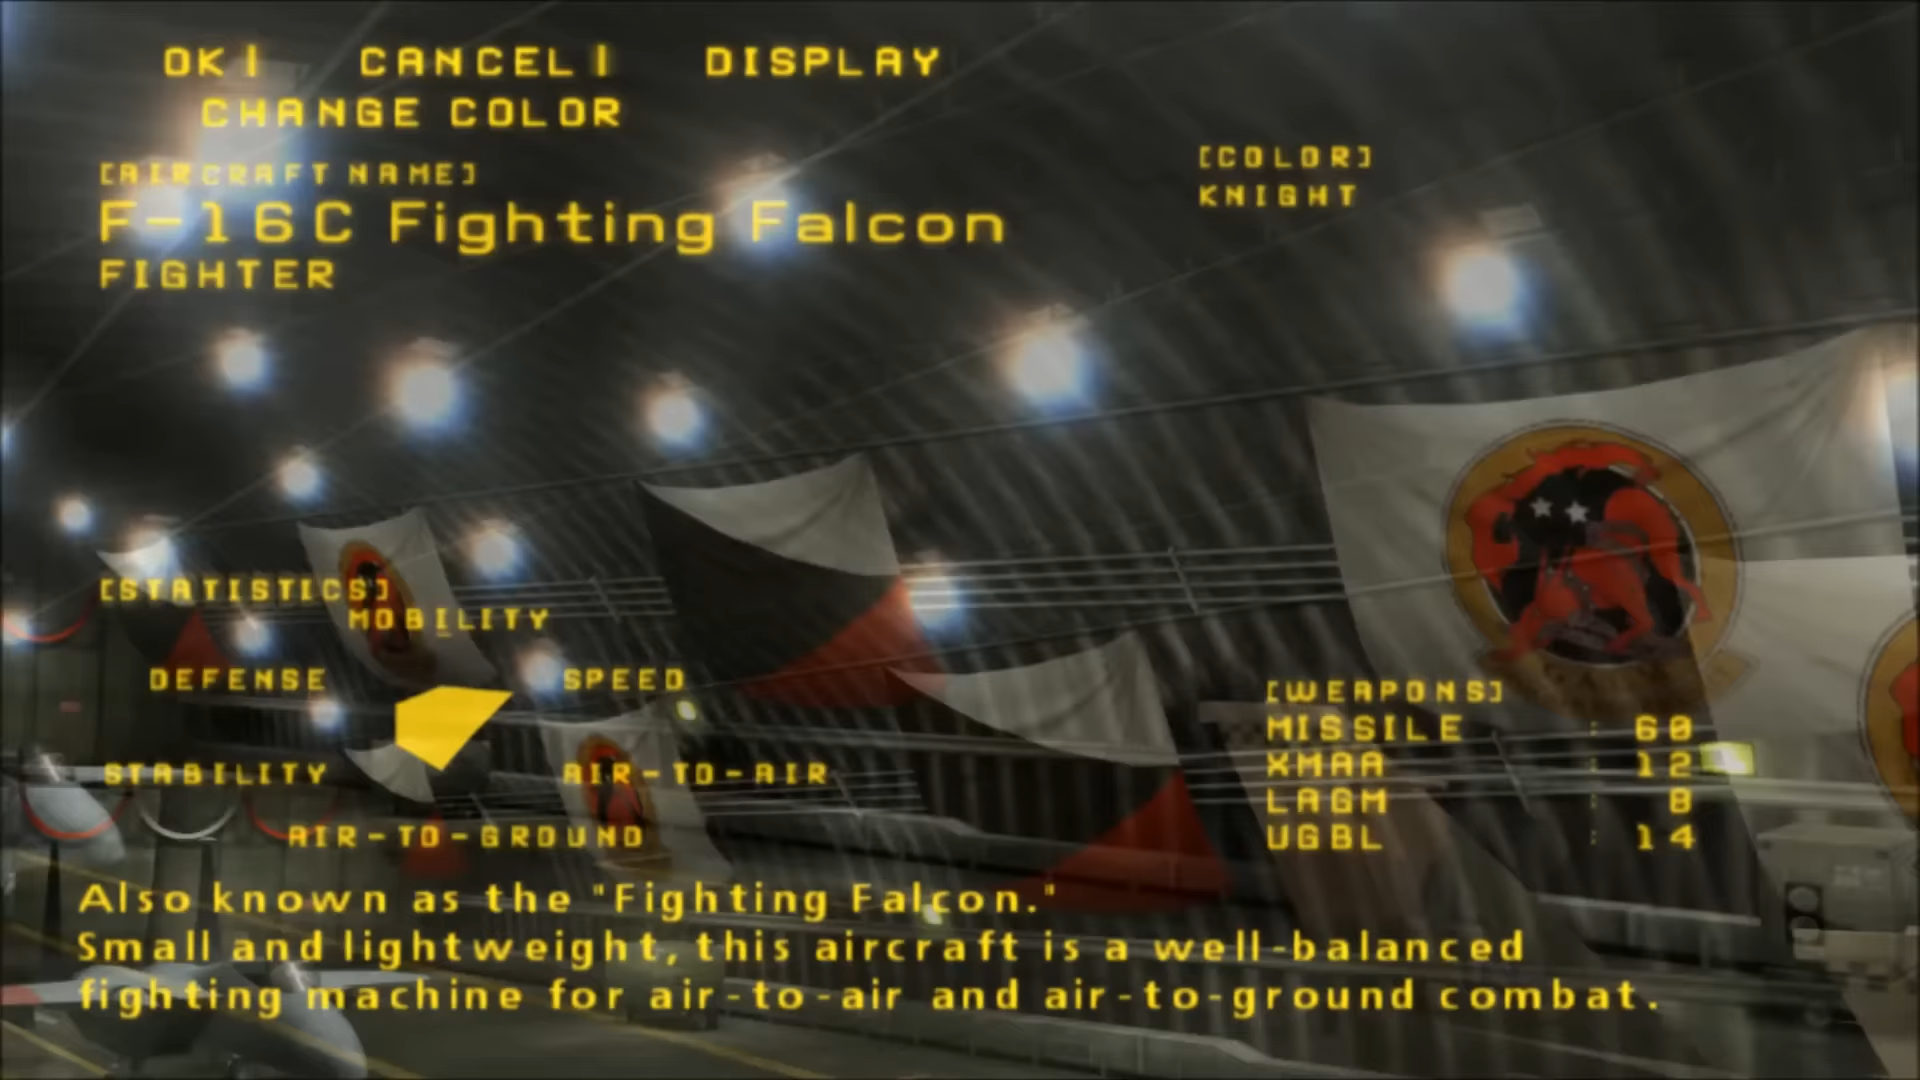 OK| CANCEL| DISPLAY
CHANGE COLOR
[AIRCRAFT NAME]
F-16C Fighting Falcon
FIGHTER
[COLOR]
KNIGHT
[STATISTICS]
MOBILITY
DEFENSE
SPEED
STABILITY
AIR-TO-AIR
AIR-TO-GROUND
[WEAPONS]
MISSILE : 60
XMAA : 12
LAGM : 8
UGBL : 14
Also known as the "Fighting Falcon."
Small and lightweight, this aircraft is a well-balanced
fighting machine for air-to-air and air-to-ground combat.